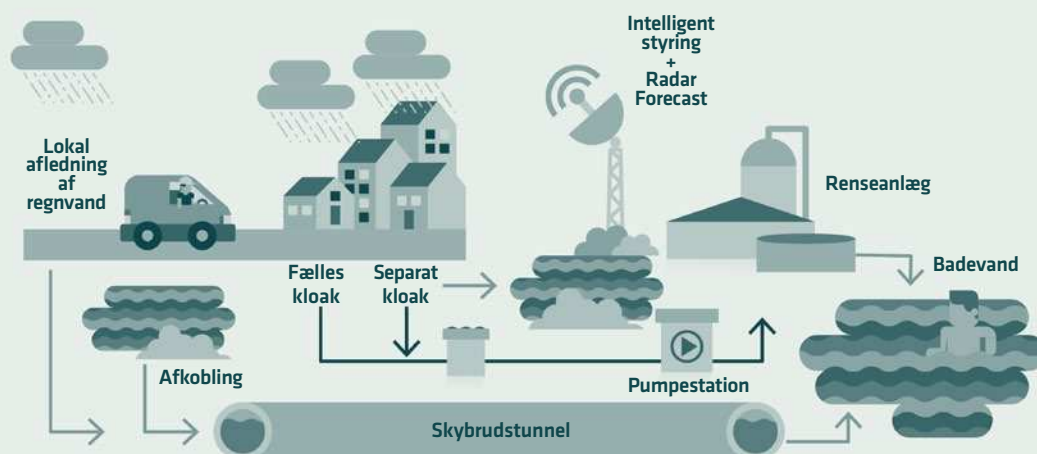 Intelligent
styring
+
Radar
Forecast
Lokal
afledning
af
regnvand
Renseanlæg
Fælles
kloak
Separat
kloak
Badevand
Afkobling
Pumpestation
Skybrudstunnel